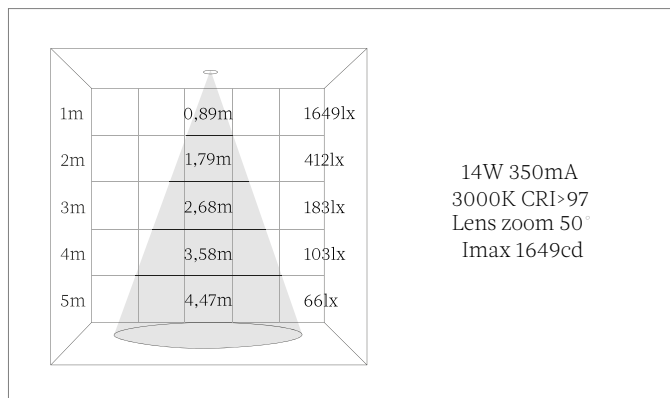 1m 0,89m 1649lx
2m 1,79m 412lx
3m 2,68m 183lx
4m 3,58m 103lx
5m 4,47m 66lx
14W 350mA
3000K CRI>97
Lens zoom 50°
Imax 1649cd